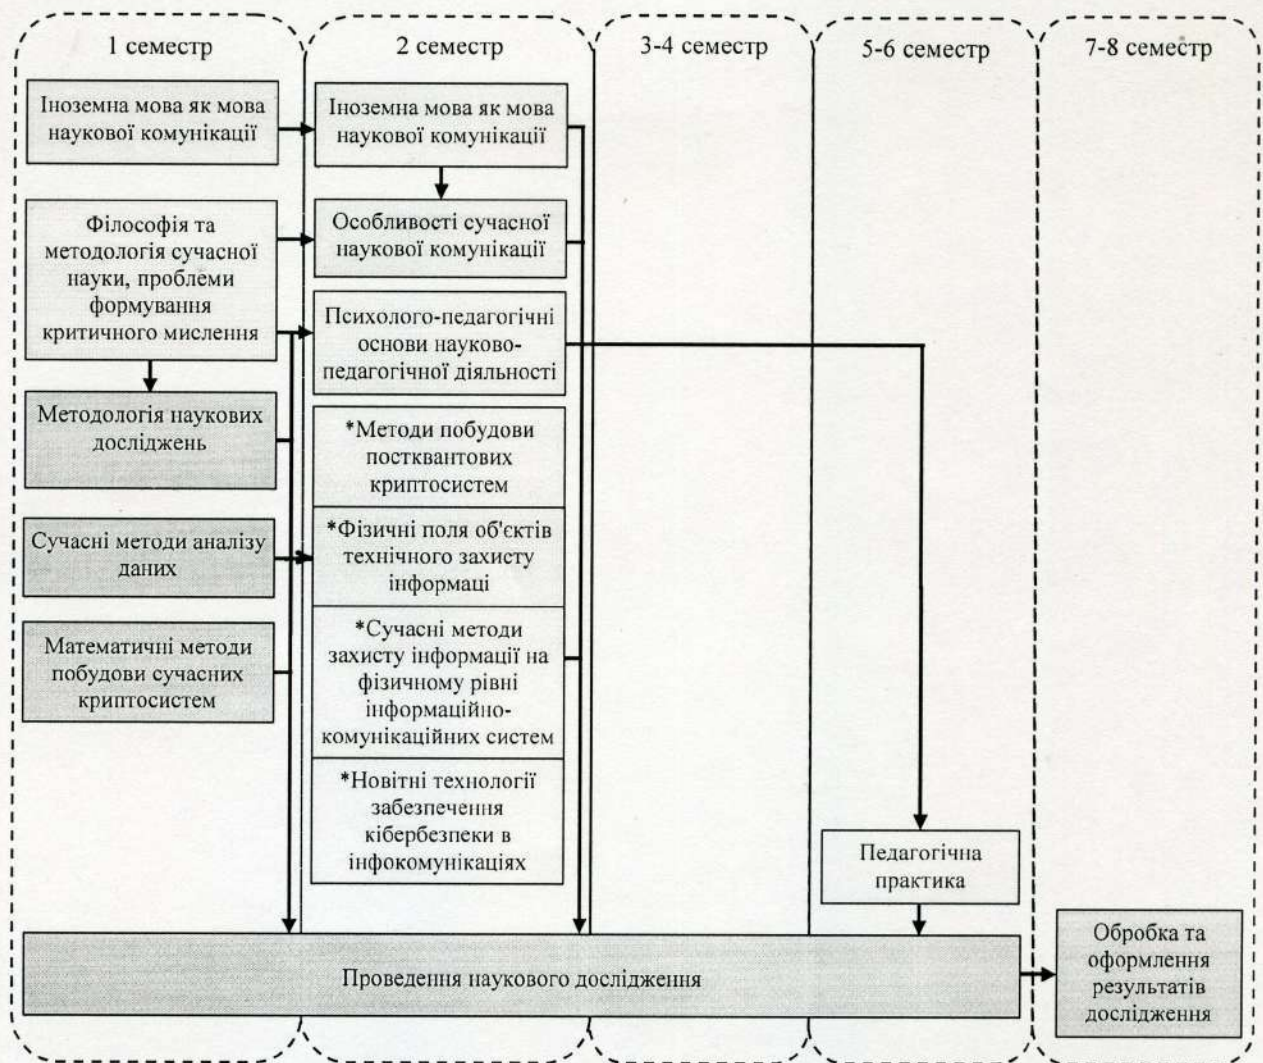 1 семестр
2 семестр
3-4 семестр
5-6 семестр
7-8 семестр
Іноземна мова як мова
наукової комунікації
Філософія та
методологія сучасної
науки, проблеми
формування
критичного мислення
Методологія наукових
досліджень
Сучасні методи аналізу
даних
Математичні методи
побудови сучасних
криптосистем
Іноземна мова як мова
наукової комунікації
Особливості сучасної
наукової комунікації
Психолого-педагогічні
основи науково-
педагогічної діяльності
*Методи побудови
постквантових
криптосистем
*Фізичні поля об'єктів
технічного захисту
інформаці
*Сучасні методи
захисту інформації на
фізичному рівні
інформаційно-
комунікаційних систем
*Новітні технології
забезпечення
кібербезпеки в
інфокомунікаціях
Педагогічна
практика
Проведення наукового дослідження
Обробка та
оформлення
результатів
дослідження